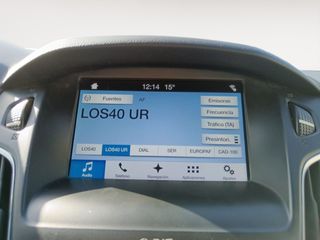 12:14 15°
Fuentes AF Emisoras
LOS40 UR
Frecuencia
Tráfico (TA)
Presinton.
LOS40 LOS40 UR DIAL SER EUROPAF CAD-100
Audio Teléfono Navegación Aplicaciones Ajustes